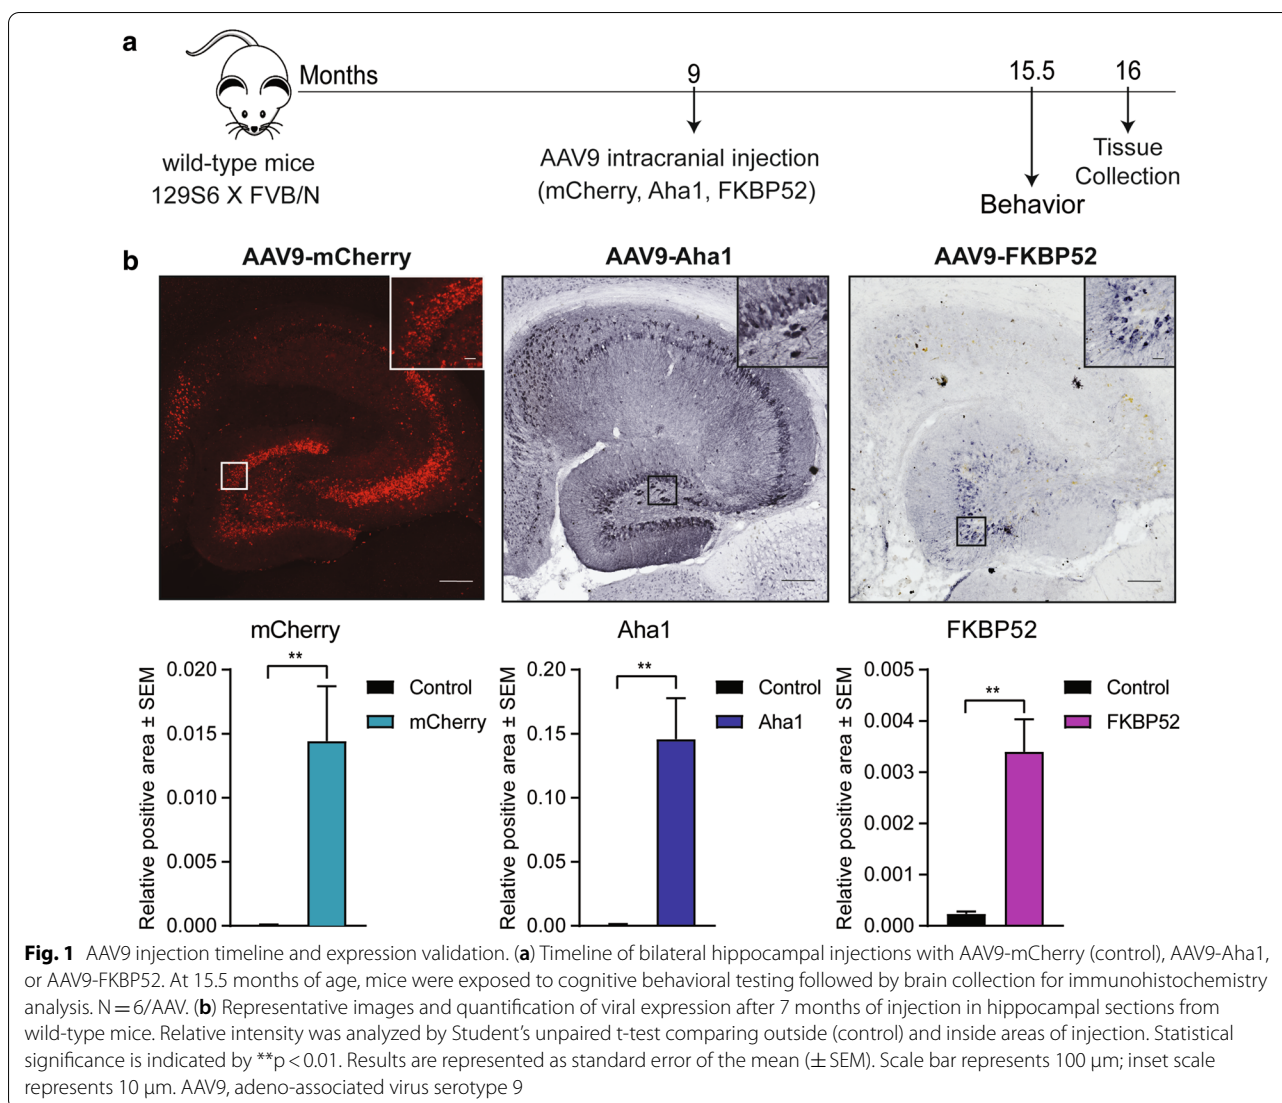 a
Months
9
15.5
16
wild-type mice
129S6 X FVB/N
AAV9 intracranial injection
(mCherry, Aha1, FKBP52)
Behavior
Tissue
Collection
b
AAV9-mCherry
AAV9-Aha1
AAV9-FKBP52
mCherry
Relative positive area ± SEM
0.020
0.015
0.010
0.005
0.000
**
Control
mCherry
Aha1
Relative positive area ± SEM
0.20
0.15
0.10
0.05
0.00
**
Control
Aha1
FKBP52
Relative positive area ± SEM
0.005
0.004
0.003
0.002
0.001
0.000
**
Control
FKBP52
Fig. 1 AAV9 injection timeline and expression validation. (a) Timeline of bilateral hippocampal injections with AAV9-mCherry (control), AAV9-Aha1,
or AAV9-FKBP52. At 15.5 months of age, mice were exposed to cognitive behavioral testing followed by brain collection for immunohistochemistry
analysis. N = 6/AAV. (b) Representative images and quantification of viral expression after 7 months of injection in hippocampal sections from
wild-type mice. Relative intensity was analyzed by Student's unpaired t-test comparing outside (control) and inside areas of injection. Statistical
significance is indicated by **p < 0.01. Results are represented as standard error of the mean (± SEM). Scale bar represents 100 µm; inset scale
represents 10 µm. AAV9, adeno-associated virus serotype 9